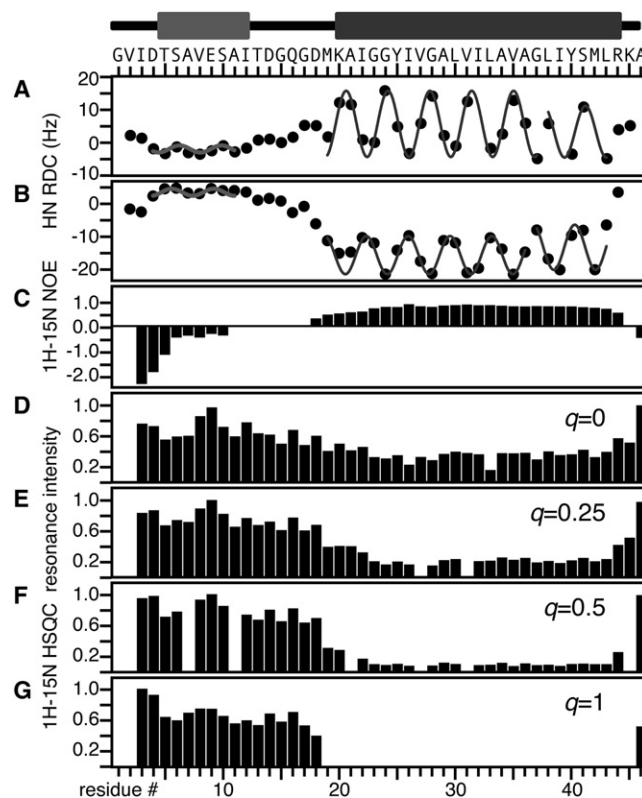 GVIDTSAVESAITDGQGDMKAIGGYIVGALVILAVAGLIYSMLRKA
A
20
10
0
-10
HN RDC (Hz)
B
0
-10
-20
C
1H-15N NOE
1.0
0.0
-1.0
-2.0
D
1.0
0.6
0.2
q=0
1H-15N HSQC resonance intensity
E
1.0
0.6
0.2
q=0.25
F
1.0
0.6
0.2
q=0.5
G
1.0
0.6
0.2
q=1
residue # 10 20 30 40